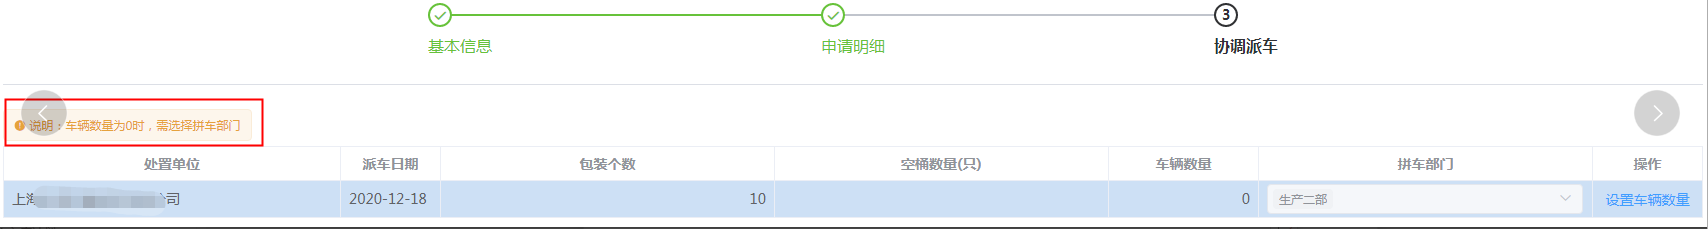 3
基本信息 申请明细 协调派车
说明：车辆数量为0时，需选择拼车部门
处置单位 派车日期 包装个数 空桶数量(只) 车辆数量 拼车部门 操作
上海 公司 2020-12-18 10 0 生产二部 设置车辆数量